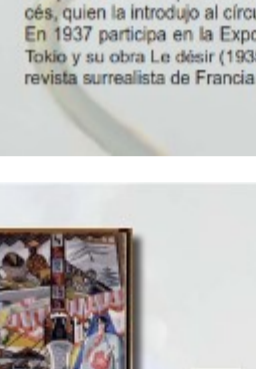 cés, quien la introdujo al círcu
En 1937 participa en la Expo
Tokio y su obra Le désir (193
revista surrealista de Francia